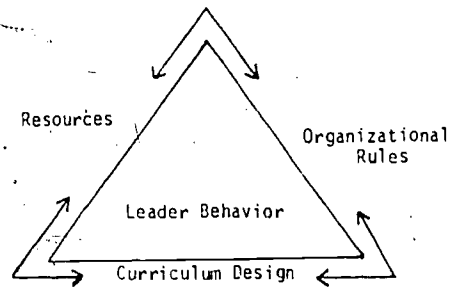 Resources
Organizational
Rules
Leader Behavior
Curriculum Design